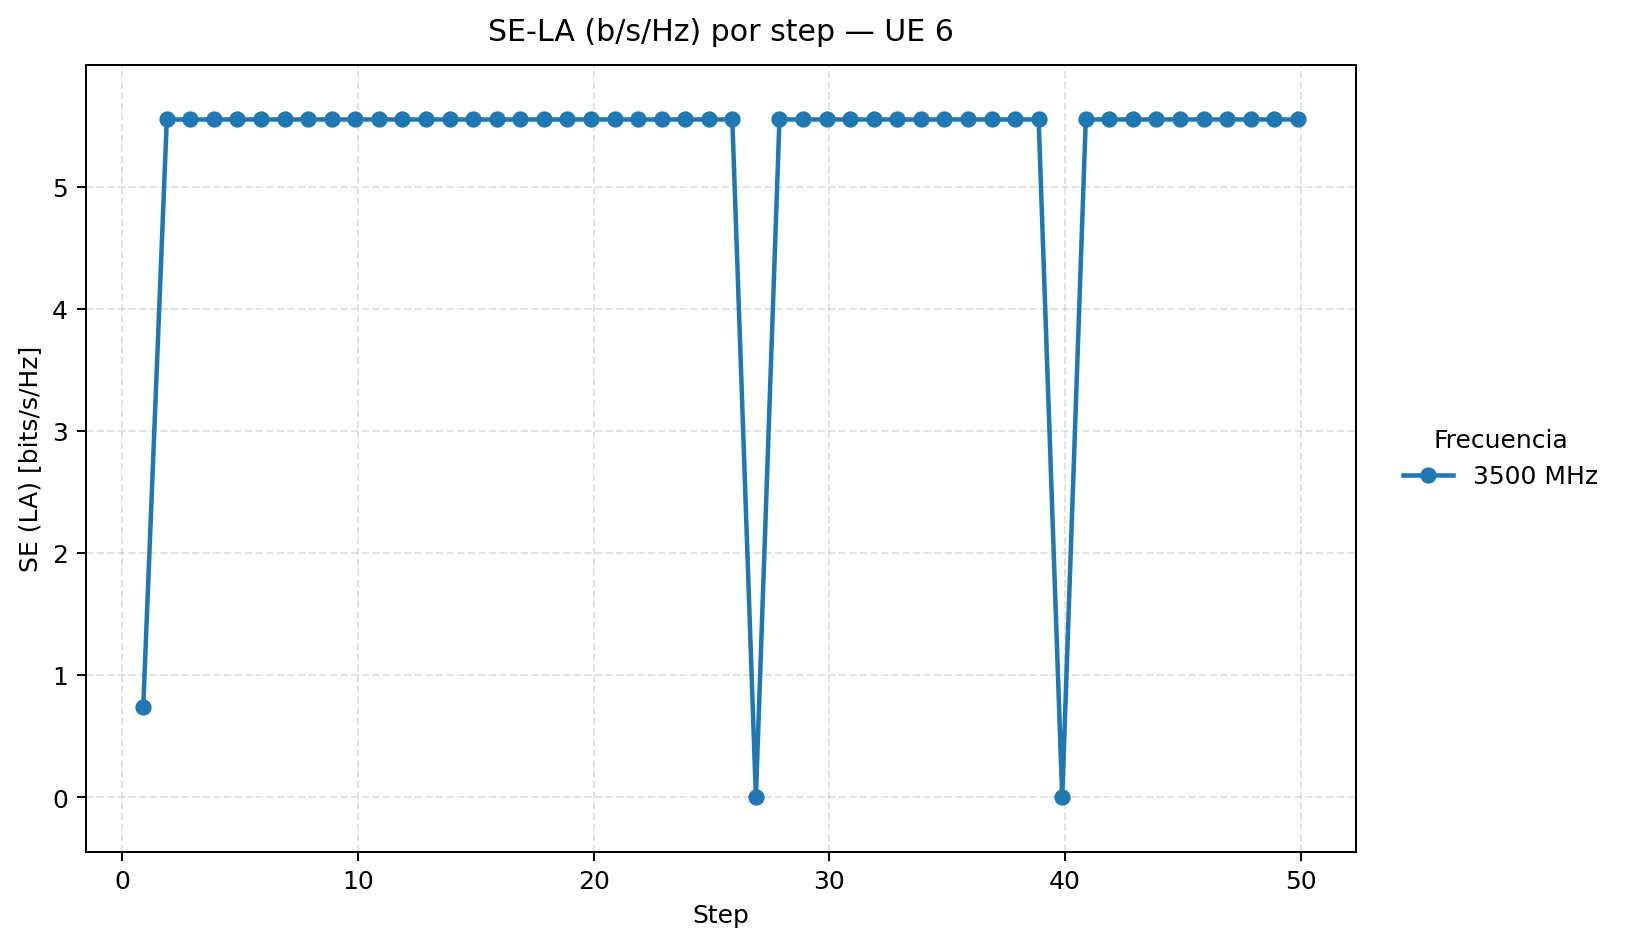 SE-LA (b/s/Hz) por step — UE 6
SE (LA) [bits/s/Hz]
5
4
3
2
1
0
0 10 20 30 40 50
Step
Frecuencia
3500 MHz